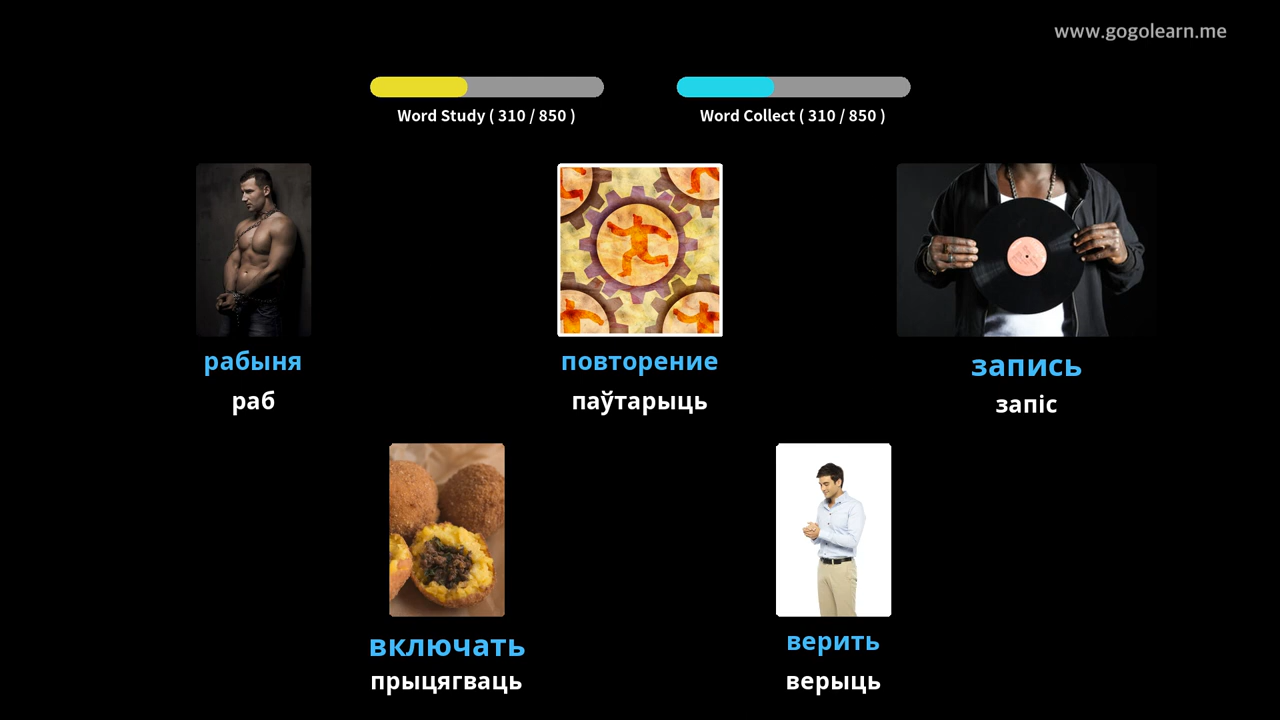 www.gogolearn.me
Word Study ( 310 / 850 )
Word Collect ( 310 / 850 )
рабыня
повторение
запись
раб
паўтарыць
запіс
включать
верить
прыцягваць
верыць